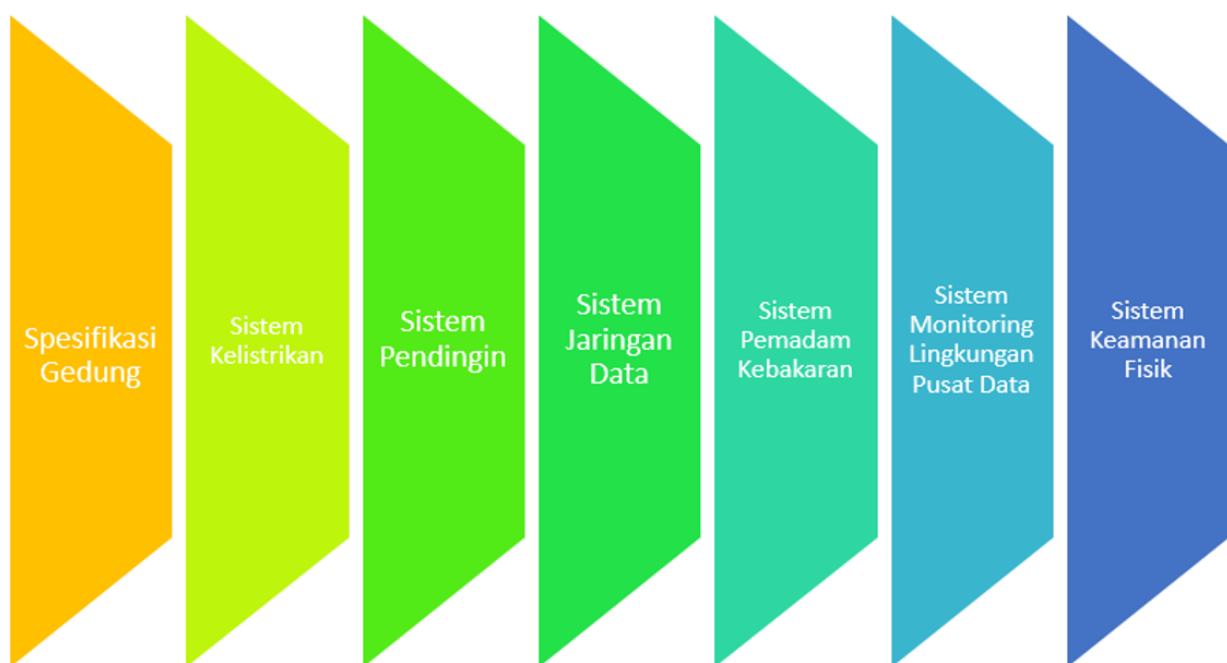 Spesifikasi
Gedung
Sistem
Kelistrikan
Sistem
Pendingin
Sistem
Jaringan
Data
Sistem
Pemadam
Kebakaran
Sistem
Monitoring
Lingkungan
Pusat Data
Sistem
Keamanan
Fisik